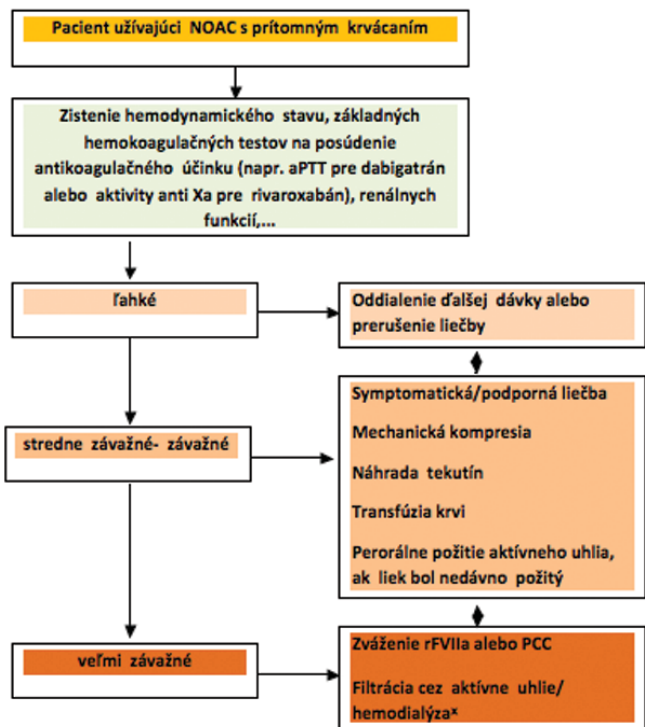 Pacient užívajúci NOAC s prítomným krvácaním
Zistenie hemodynamického stavu, základných
hemokoagulačných testov na posúdenie
antikoagulačného účinku (napr. aPTT pre dabigatrán
alebo aktivity anti Xa pre rivaroxabán), renálnych
funkcií,...
ľahké
Oddialenie ďalšej dávky alebo
prerušenie liečby
stredne závažné- závažné
Symptomatická/podporná liečba
Mechanická kompresia
Náhrada tekutín
Transfúzia krvi
Perorálne požitie aktívneho uhlia,
ak liek bol nedávno požitý
veľmi závažné
Zváženie rFVIIa alebo PCC
Filtrácia cez aktívne uhlie/
hemodialýzaˣ